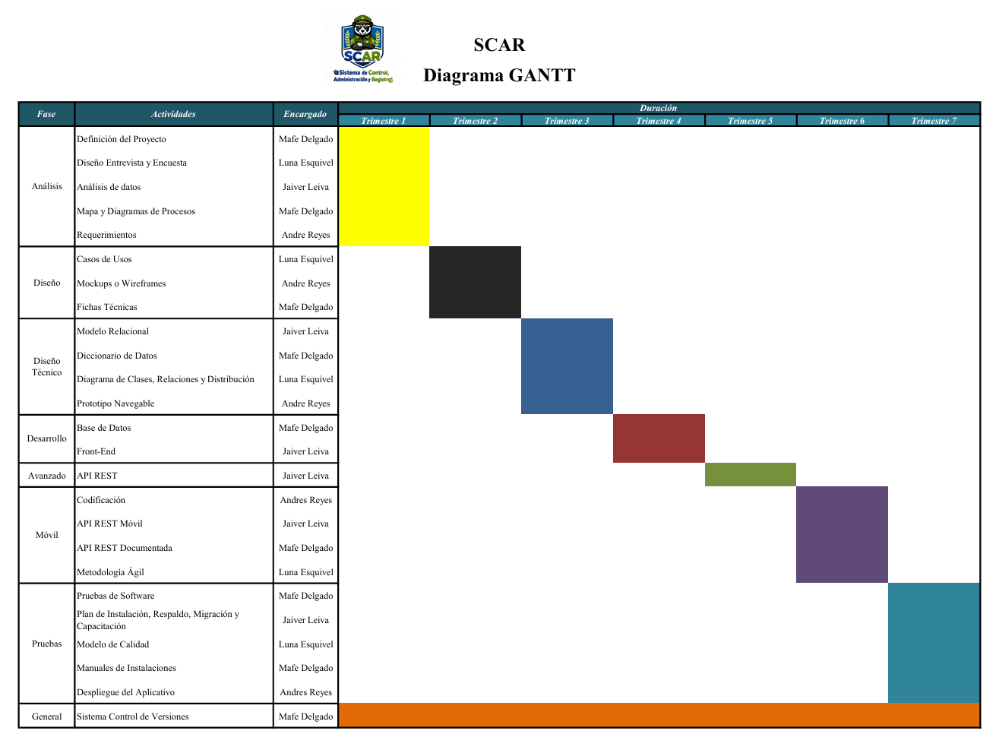 SCAR
Sistema de Control,
Administración y Registro
SCAR
Diagrama GANTT
Fase Actividades Encargado Duración
Trimestre 1 Trimestre 2 Trimestre 3 Trimestre 4 Trimestre 5 Trimestre 6 Trimestre 7
Análisis
Definición del Proyecto Mafe Delgado
Diseño Entrevista y Encuesta Luna Esquivel
Análisis de datos Jaiver Leiva
Mapa y Diagramas de Procesos Mafe Delgado
Requerimientos Andre Reyes
Diseño
Casos de Usos Luna Esquivel
Mockups o Wireframes Andre Reyes
Fichas Técnicas Mafe Delgado
Diseño
Técnico
Modelo Relacional Jaiver Leiva
Diccionario de Datos Mafe Delgado
Diagrama de Clases, Relaciones y Distribución Luna Esquivel
Prototipo Navegable Andre Reyes
Desarrollo
Base de Datos Mafe Delgado
Front-End Jaiver Leiva
Avanzado API REST Jaiver Leiva
Móvil
Codificación Andres Reyes
API REST Móvil Jaiver Leiva
API REST Documentada Mafe Delgado
Metodología Ágil Luna Esquivel
Pruebas
Pruebas de Software Mafe Delgado
Plan de Instalación, Respaldo, Migración y
Capacitación Jaiver Leiva
Modelo de Calidad Luna Esquivel
Manuales de Instalaciones Mafe Delgado
Despliegue del Aplicativo Andres Reyes
General Sistema Control de Versiones Mafe Delgado